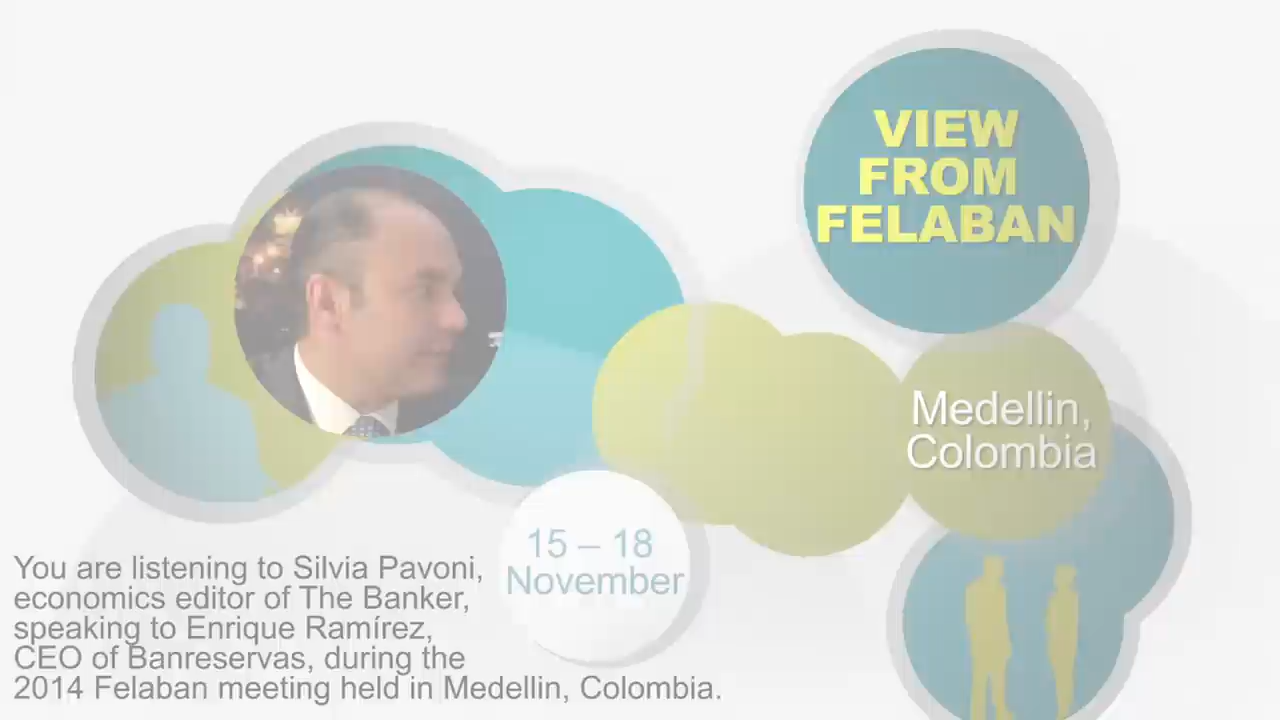 VIEW
FROM
FELABAN
Medellin,
Colombia
15 – 18
November
You are listening to Silvia Pavoni,
economics editor of The Banker,
speaking to Enrique Ramírez,
CEO of Banreservas, during the
2014 Felaban meeting held in Medellin, Colombia.